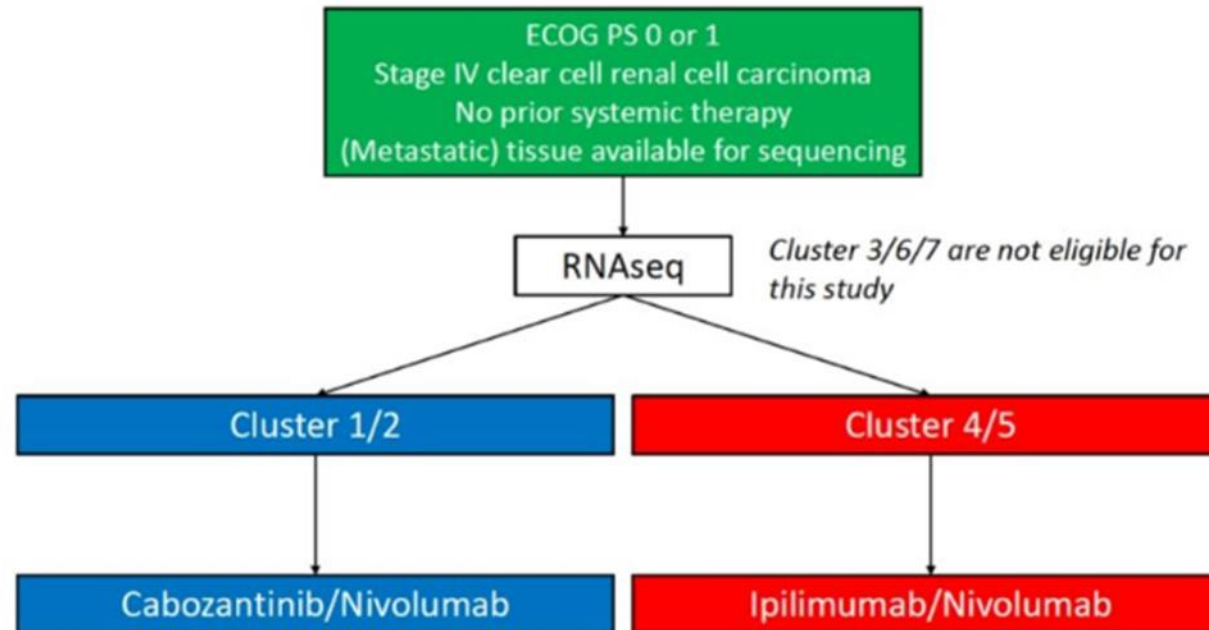 ECOG PS 0 or 1
Stage IV clear cell renal cell carcinoma
No prior systemic therapy
(Metastatic) tissue available for sequencing
RNAseq
Cluster 3/6/7 are not eligible for
this study
Cluster 1/2
Cluster 4/5
Cabozantinib/Nivolumab
Ipilimumab/Nivolumab